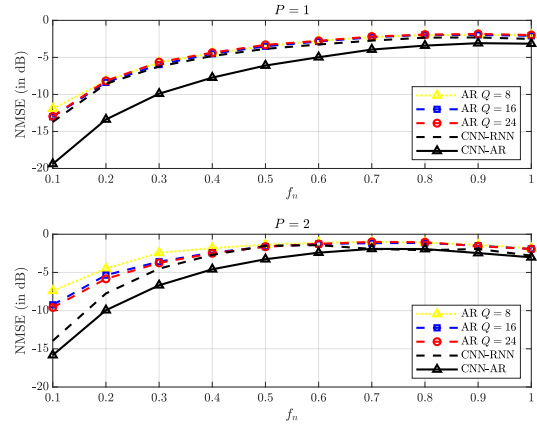 P = 1
0
-5
-10
-15
-20
NMSE (in dB)
AR Q = 8
AR Q = 16
AR Q = 24
CNN-RNN
CNN-AR
0.1 0.2 0.3 0.4 0.5 0.6 0.7 0.8 0.9 1
fn
P = 2
0
-5
-10
-15
-20
NMSE (in dB)
AR Q = 8
AR Q = 16
AR Q = 24
CNN-RNN
CNN-AR
0.1 0.2 0.3 0.4 0.5 0.6 0.7 0.8 0.9 1
fn